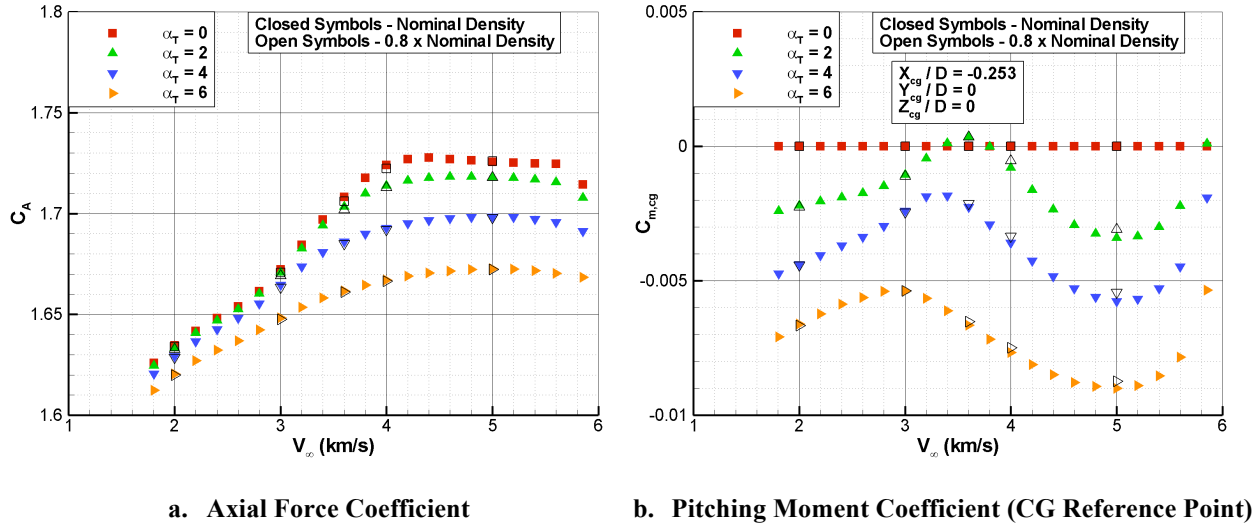 1.8
1.75
1.7
1.65
1.6
C_A
α_T = 0
α_T = 2
α_T = 4
α_T = 6
Closed Symbols - Nominal Density
Open Symbols - 0.8 x Nominal Density
1 2 3 4 5 6
V_∞ (km/s)
a. Axial Force Coefficient
0.005
0
-0.005
-0.01
C_m,cg
α_T = 0
α_T = 2
α_T = 4
α_T = 6
Closed Symbols - Nominal Density
Open Symbols - 0.8 x Nominal Density
X_cg / D = -0.253
Y_cg / D = 0
Z_cg / D = 0
1 2 3 4 5 6
V_∞ (km/s)
b. Pitching Moment Coefficient (CG Reference Point)